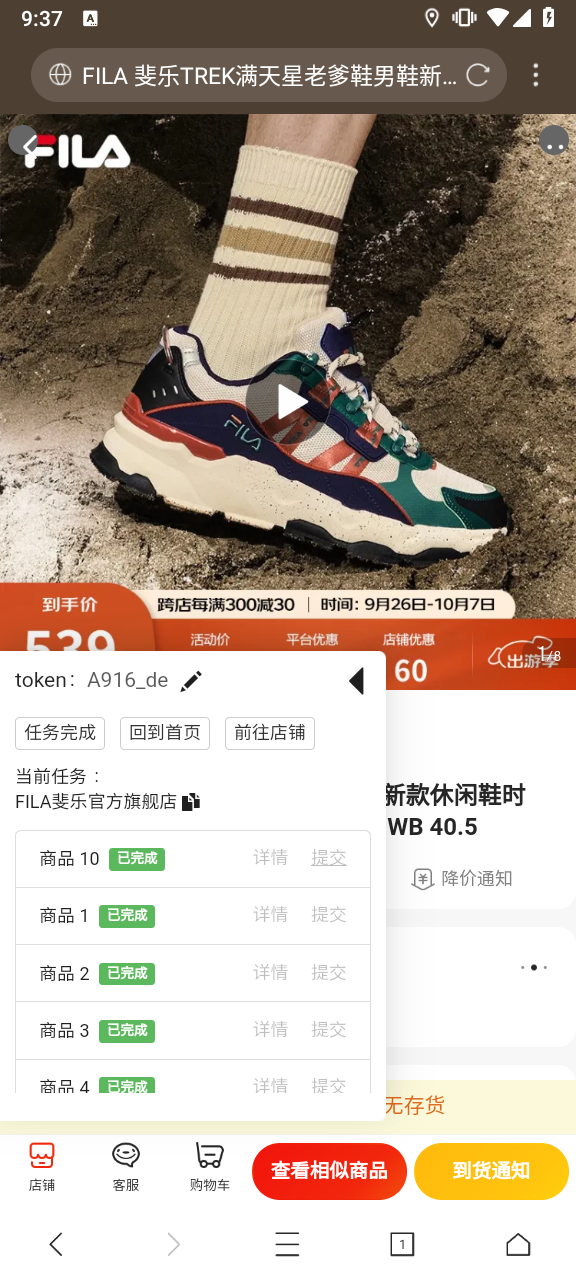 9:37
A
FILA 斐乐TREK满天星老爹鞋男鞋新...
FILA
FILA
到手价
跨店每满300减30 | 时间：9月26日-10月7日
539
活动价 平台优惠 店铺优惠
60
出游季
1/8
token： A916_de
任务完成 回到首页 前往店铺
当前任务 ：
FILA斐乐官方旗舰店
新款休闲鞋时
WB 40.5
降价通知
商品 10 已完成 详情 提交
商品 1 已完成 详情 提交
商品 2 已完成 详情 提交
商品 3 已完成 详情 提交
商品 4 已完成 详情 提交
无存货
店铺 客服 购物车 查看相似商品 到货通知
1